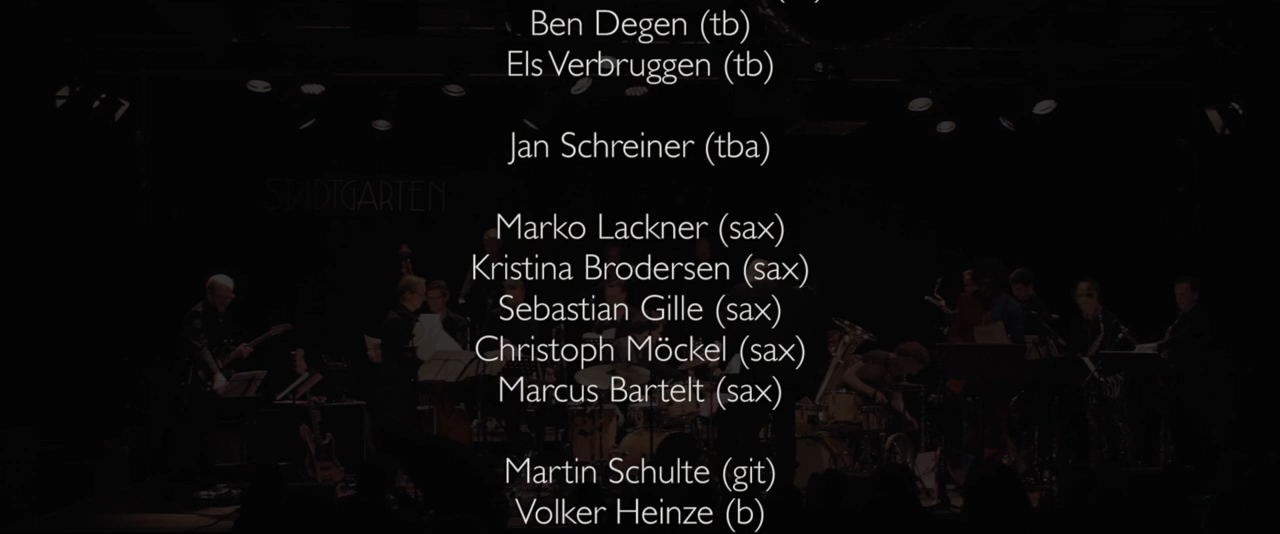 Ben Degen (tb)
Els Verbruggen (tb)
Jan Schreiner (tba)
STADTGARTEN
Marko Lackner (sax)
Kristina Brodersen (sax)
Sebastian Gille (sax)
Christoph Möckel (sax)
Marcus Bartelt (sax)
Martin Schulte (git)
Volker Heinze (b)